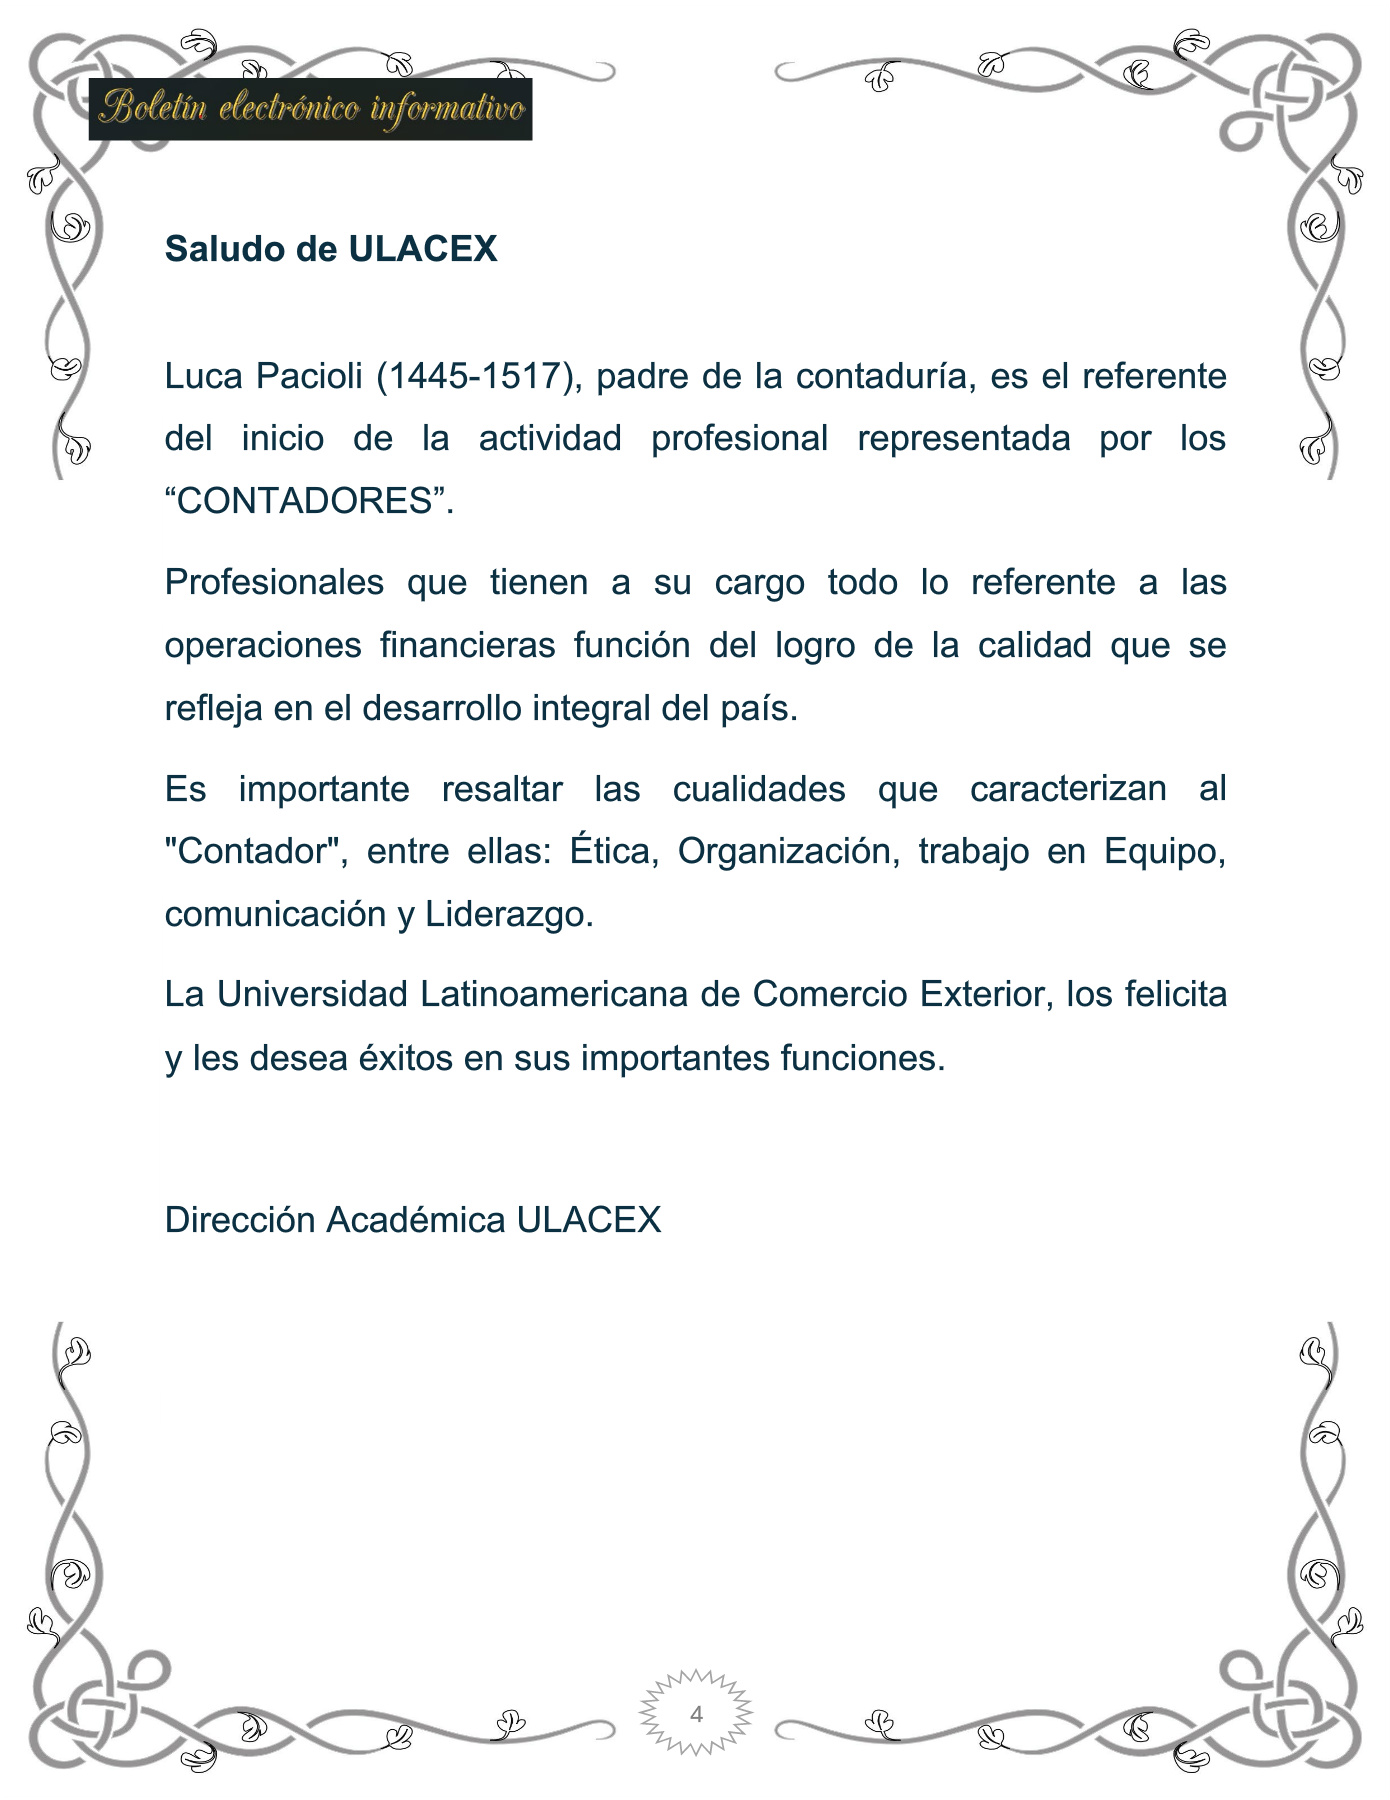 Boletín electrónico informativo
Saludo de ULACEX
Luca Pacioli (1445-1517), padre de la contaduría, es el referente
del inicio de la actividad profesional representada por los
“CONTADORES”.
Profesionales que tienen a su cargo todo lo referente a las
operaciones financieras función del logro de la calidad que se
refleja en el desarrollo integral del país.
Es importante resaltar las cualidades que caracterizan al
"Contador", entre ellas: Ética, Organización, trabajo en Equipo,
comunicación y Liderazgo.
La Universidad Latinoamericana de Comercio Exterior, los felicita
y les desea éxitos en sus importantes funciones.
Dirección Académica ULACEX
4